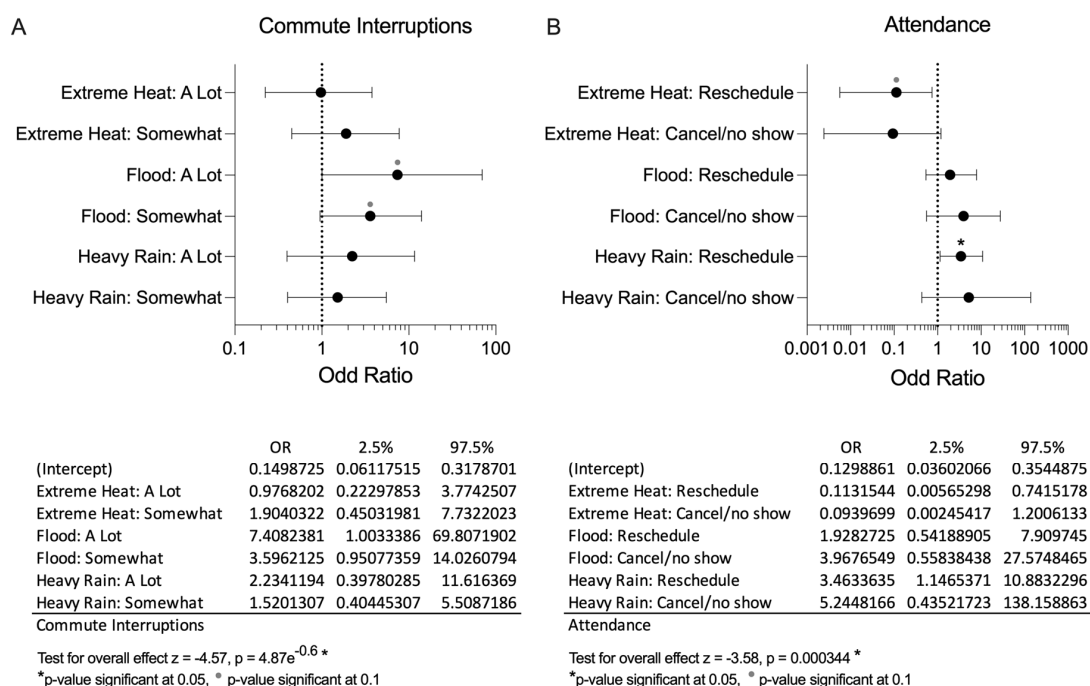 A
Commute Interruptions
Extreme Heat: A Lot
Extreme Heat: Somewhat
Flood: A Lot
Flood: Somewhat
Heavy Rain: A Lot
Heavy Rain: Somewhat
0.1 1 10 100
Odd Ratio
OR 2.5% 97.5%
(Intercept) 0.1498725 0.06117515 0.3178701
Extreme Heat: A Lot 0.9768202 0.22297853 3.7742507
Extreme Heat: Somewhat 1.9040322 0.45031981 7.7322023
Flood: A Lot 7.4082381 1.0033386 69.8071902
Flood: Somewhat 3.5962125 0.95077359 14.0260794
Heavy Rain: A Lot 2.2341194 0.39780285 11.616369
Heavy Rain: Somewhat 1.5201307 0.40445307 5.5087186
Commute Interruptions
Test for overall effect z = -4.57, p = 4.87e^-0.6 *
*p-value significant at 0.05, • p-value significant at 0.1
B
Attendance
Extreme Heat: Reschedule
Extreme Heat: Cancel/no show
Flood: Reschedule
Flood: Cancel/no show
*
Heavy Rain: Reschedule
Heavy Rain: Cancel/no show
0.001 0.01 0.1 1 10 100 1000
Odd Ratio
OR 2.5% 97.5%
(Intercept) 0.1298861 0.03602066 0.3544875
Extreme Heat: Reschedule 0.1131544 0.00565298 0.7415178
Extreme Heat: Cancel/no show 0.0939699 0.00245417 1.2006133
Flood: Reschedule 1.9282725 0.54188905 7.909745
Flood: Cancel/no show 3.9676549 0.55838438 27.5748465
Heavy Rain: Reschedule 3.4633635 1.1465371 10.8832296
Heavy Rain: Cancel/no show 5.2448166 0.43521723 138.158863
Attendance
Test for overall effect z = -3.58, p = 0.000344 *
*p-value significant at 0.05, • p-value significant at 0.1